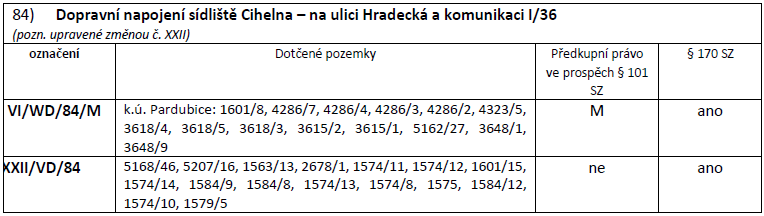 84) Dopravní napojení sídliště Cihelna – na ulici Hradecká a komunikaci I/36
(pozn. upravené změnou č. XXII)
označení Dotčené pozemky Předkupní právo ve prospěch § 101 SZ § 170 SZ
VI/WD/84/M k.ú. Pardubice: 1601/8, 4286/7, 4286/4, 4286/3, 4286/2, 4323/5, M ano
3618/4, 3618/5, 3618/3, 3615/2, 3615/1, 5162/27, 3648/1,
3648/9
XXII/VD/84 5168/46, 5207/16, 1563/13, 2678/1, 1574/11, 1574/12, 1601/15, ne ano
1574/14, 1584/9, 1584/8, 1574/13, 1574/8, 1575, 1584/12,
1574/10, 1579/5